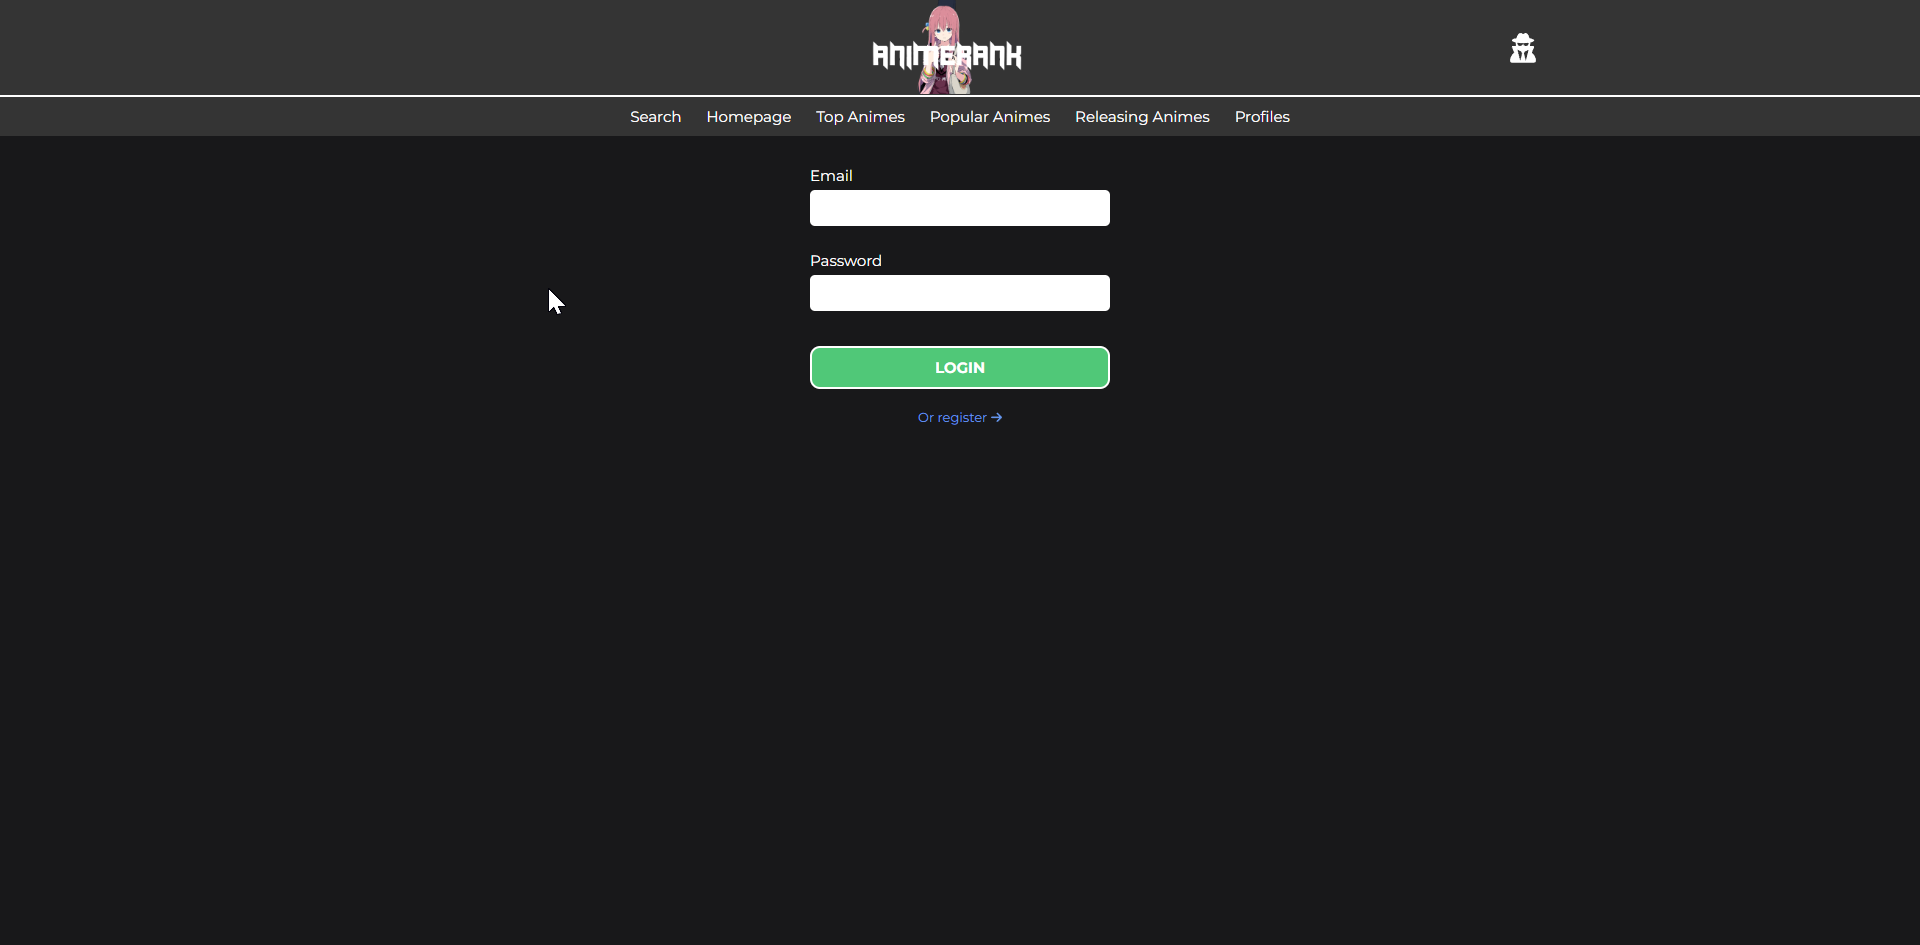 ANIMERANK
Search Homepage Top Animes Popular Animes Releasing Animes Profiles
Email
Password
LOGIN
Or register →